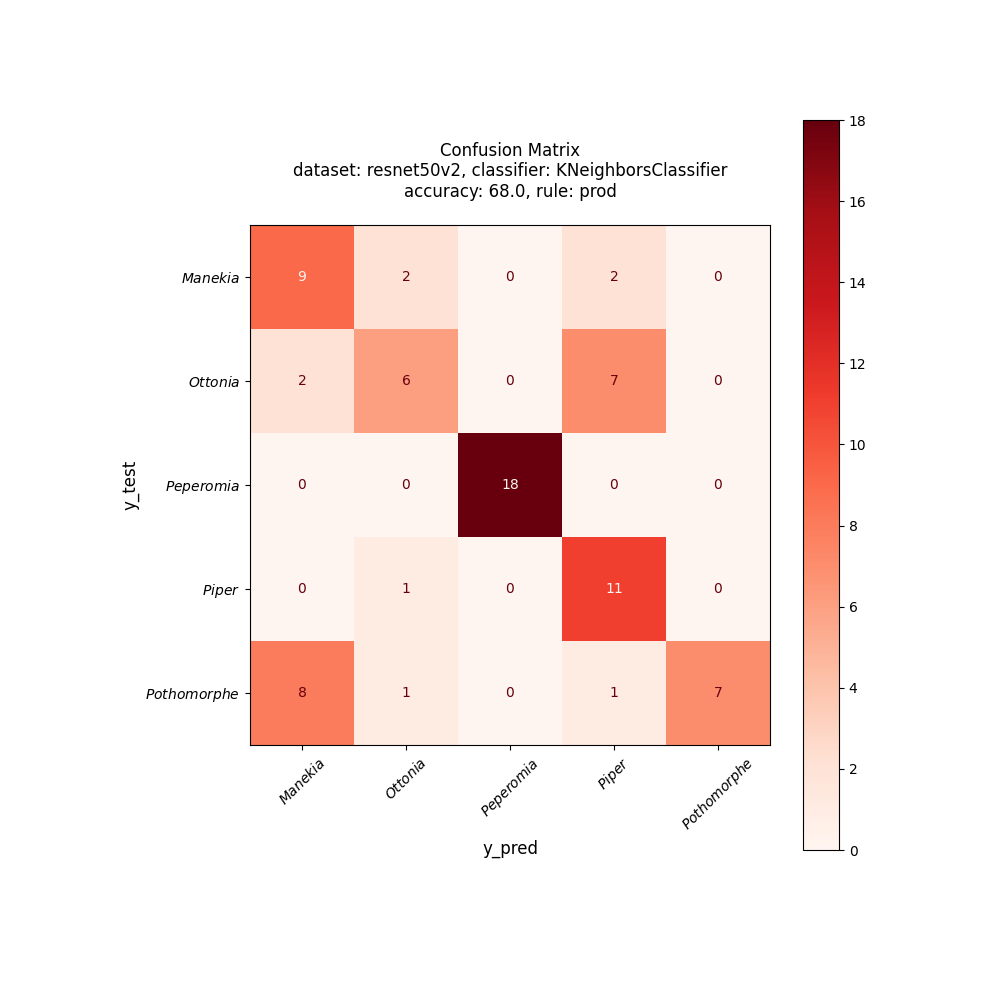 Confusion Matrix
dataset: resnet50v2, classifier: KNeighborsClassifier
accuracy: 68.0, rule: prod
Manekia 9 2 0 2 0
Ottonia 2 6 0 7 0
Peperomia 0 0 18 0 0
Piper 0 1 0 11 0
Pothomorphe 8 1 0 1 7
y_test
Manekia Ottonia Peperomia Piper Pothomorphe
y_pred
18
16
14
12
10
8
6
4
2
0